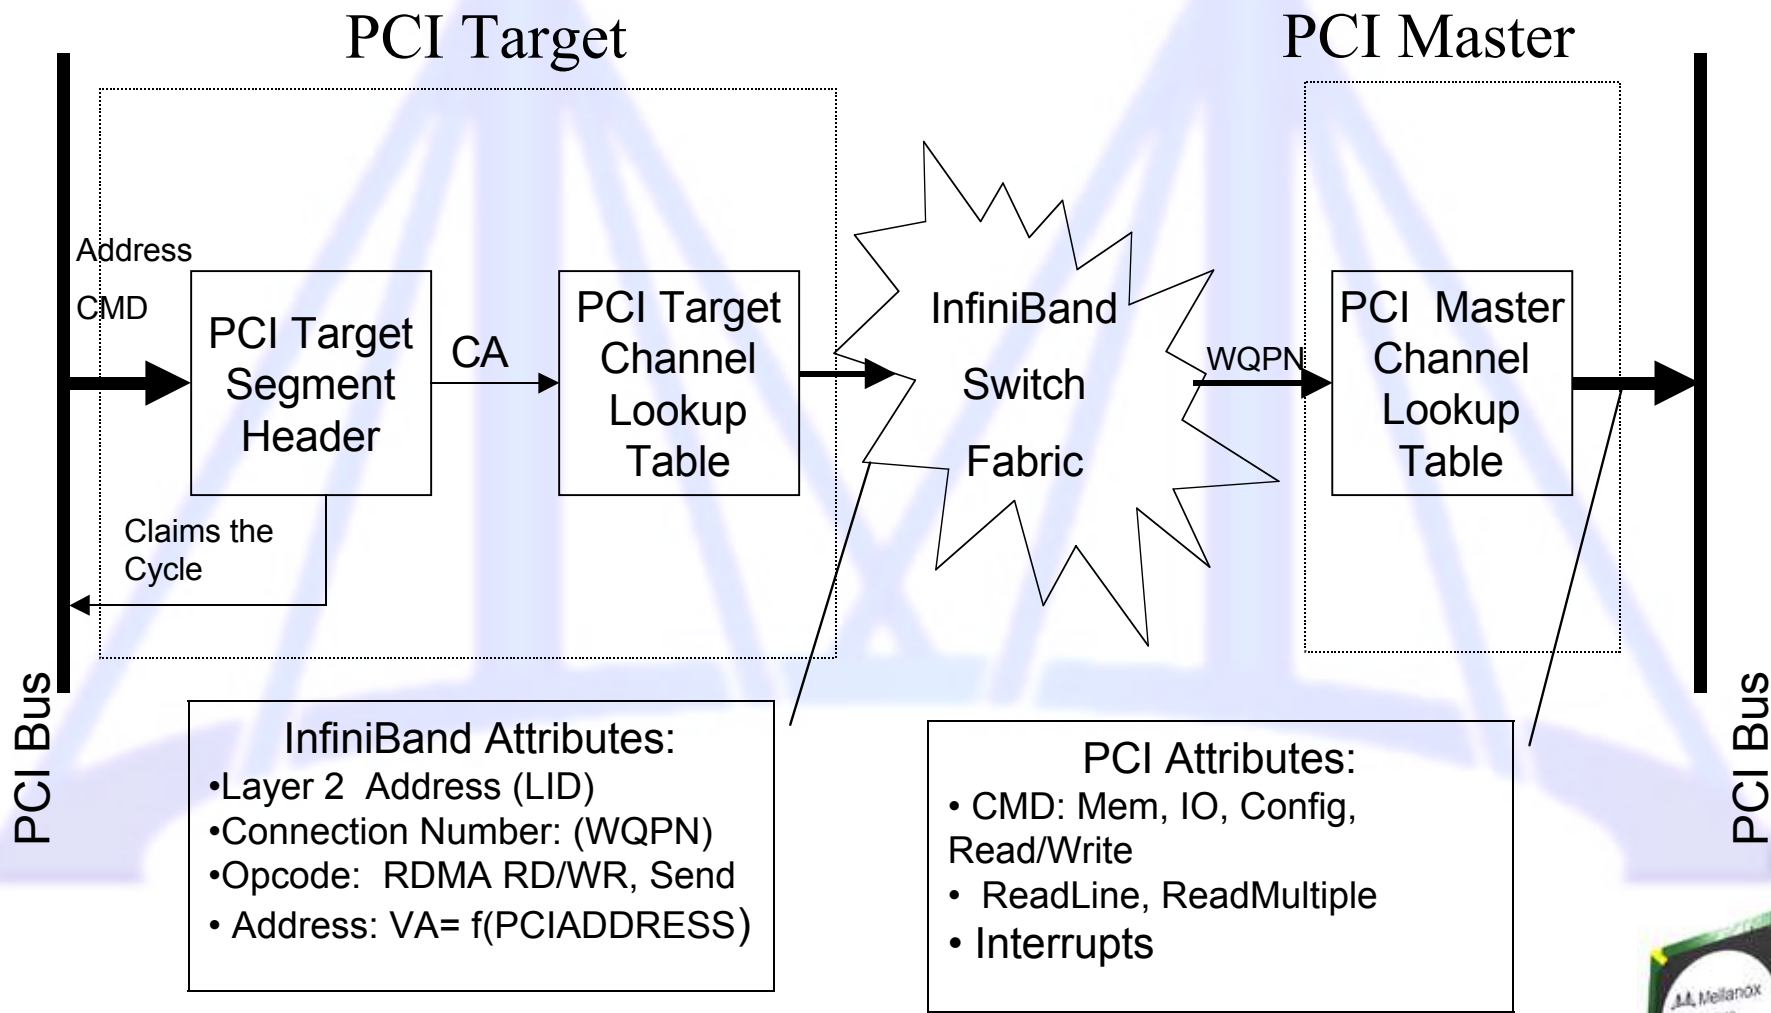 PCI Target
PCI Master
Address
CMD
PCI Target
Segment
Header
CA
PCI Target
Channel
Lookup
Table
InfiniBand
Switch
Fabric
WQPN
PCI  Master
Channel
Lookup
Table
Claims the
Cycle
PCI Bus
PCI Bus
InfiniBand Attributes:
•Layer 2  Address (LID)
•Connection Number: (WQPN)
•Opcode:  RDMA RD/WR, Send
• Address: VA= f(PCIADDRESS)
PCI Attributes:
• CMD: Mem, IO, Config,
Read/Write
•  ReadLine, ReadMultiple
• Interrupts
Mellanox